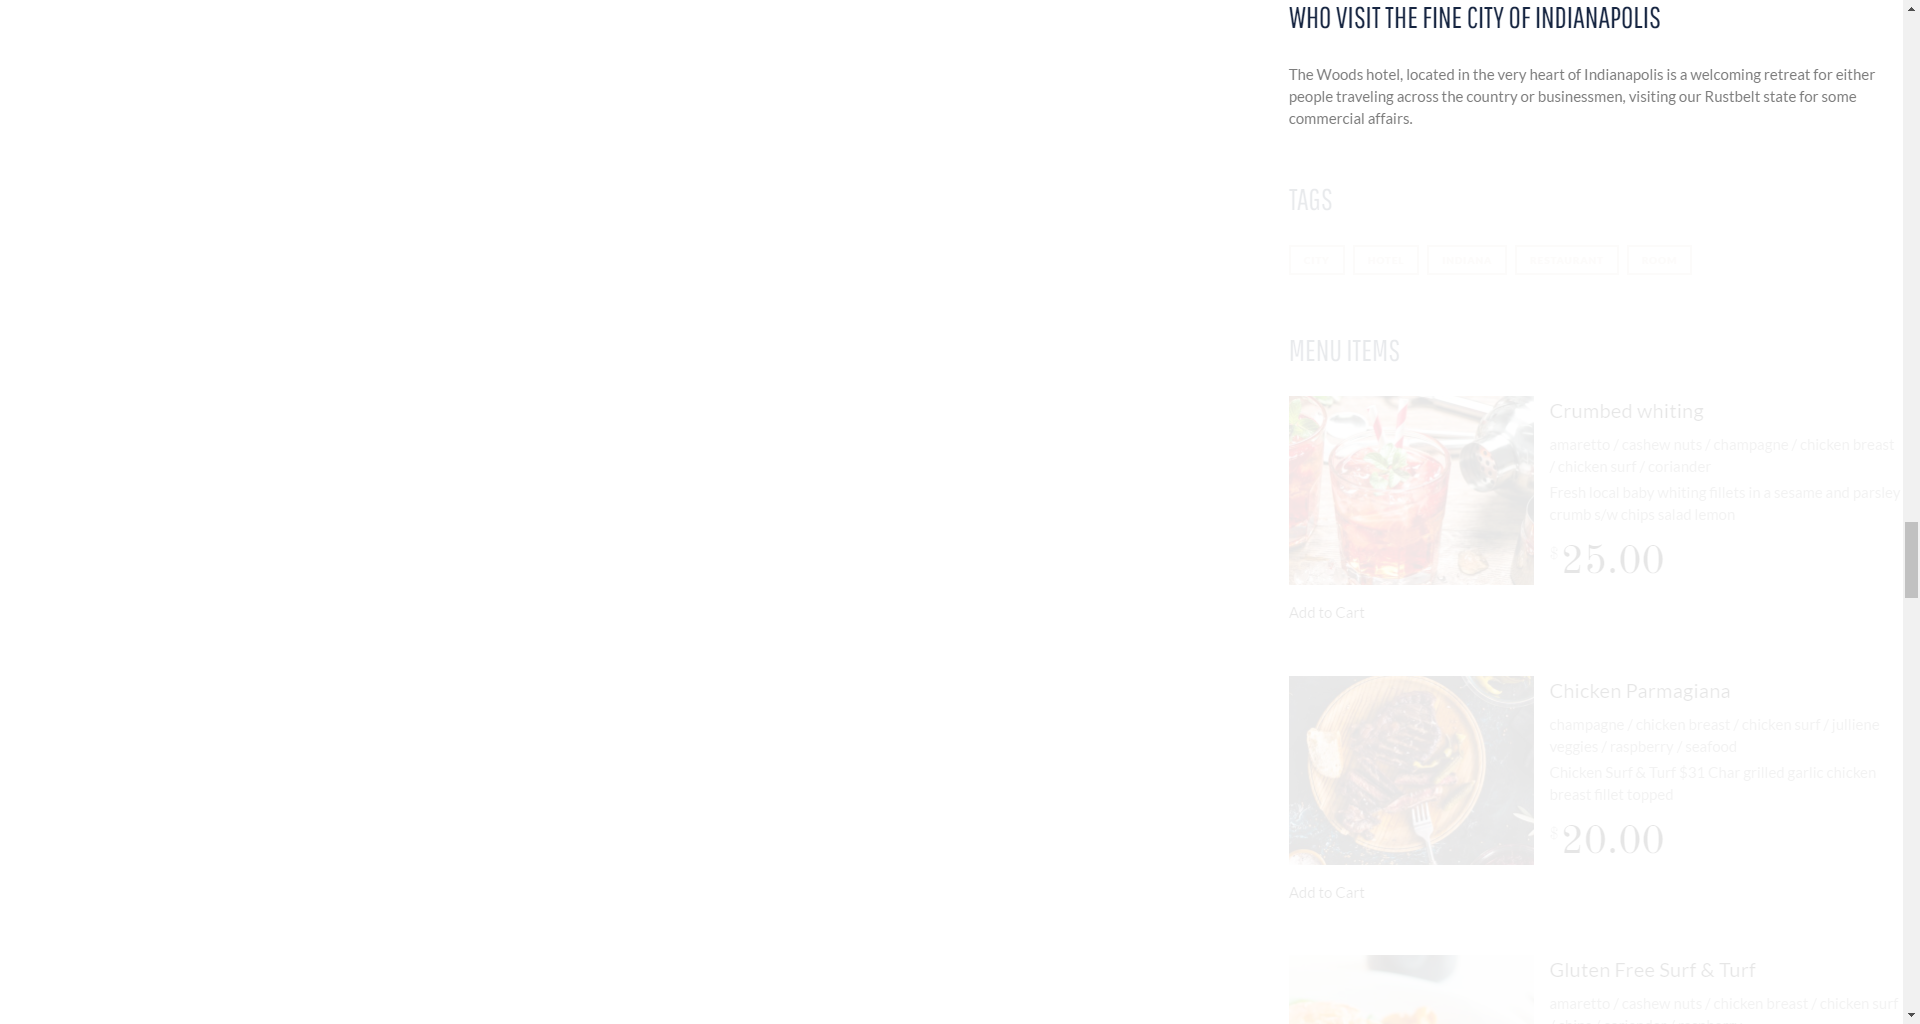 WHO VISIT THE FINE CITY OF INDIANAPOLIS
The Woods hotel, located in the very heart of Indianapolis is a welcoming retreat for either
people traveling across the country or businessmen, visiting our Rustbelt state for some
commercial affairs.
TAGS
CITY HOTEL INDIANA RESTAURANT ROOM
MENU ITEMS
Crumbed whiting
amaretto / cashew nuts / champagne / chicken breast
/ chicken surf / coriander
Fresh local baby whiting fillets in a sesame and parsley
crumb s/w chips salad lemon
$25.00
Add to Cart
Chicken Parmagiana
champagne / chicken breast / chicken surf / julliene
veggies / raspberry / seafood
Chicken Surf & Turf $31 Char grilled garlic chicken
breast fillet topped
$20.00
Add to Cart
Gluten Free Surf & Turf
amaretto / cashew nuts / chicken breast / chicken surf